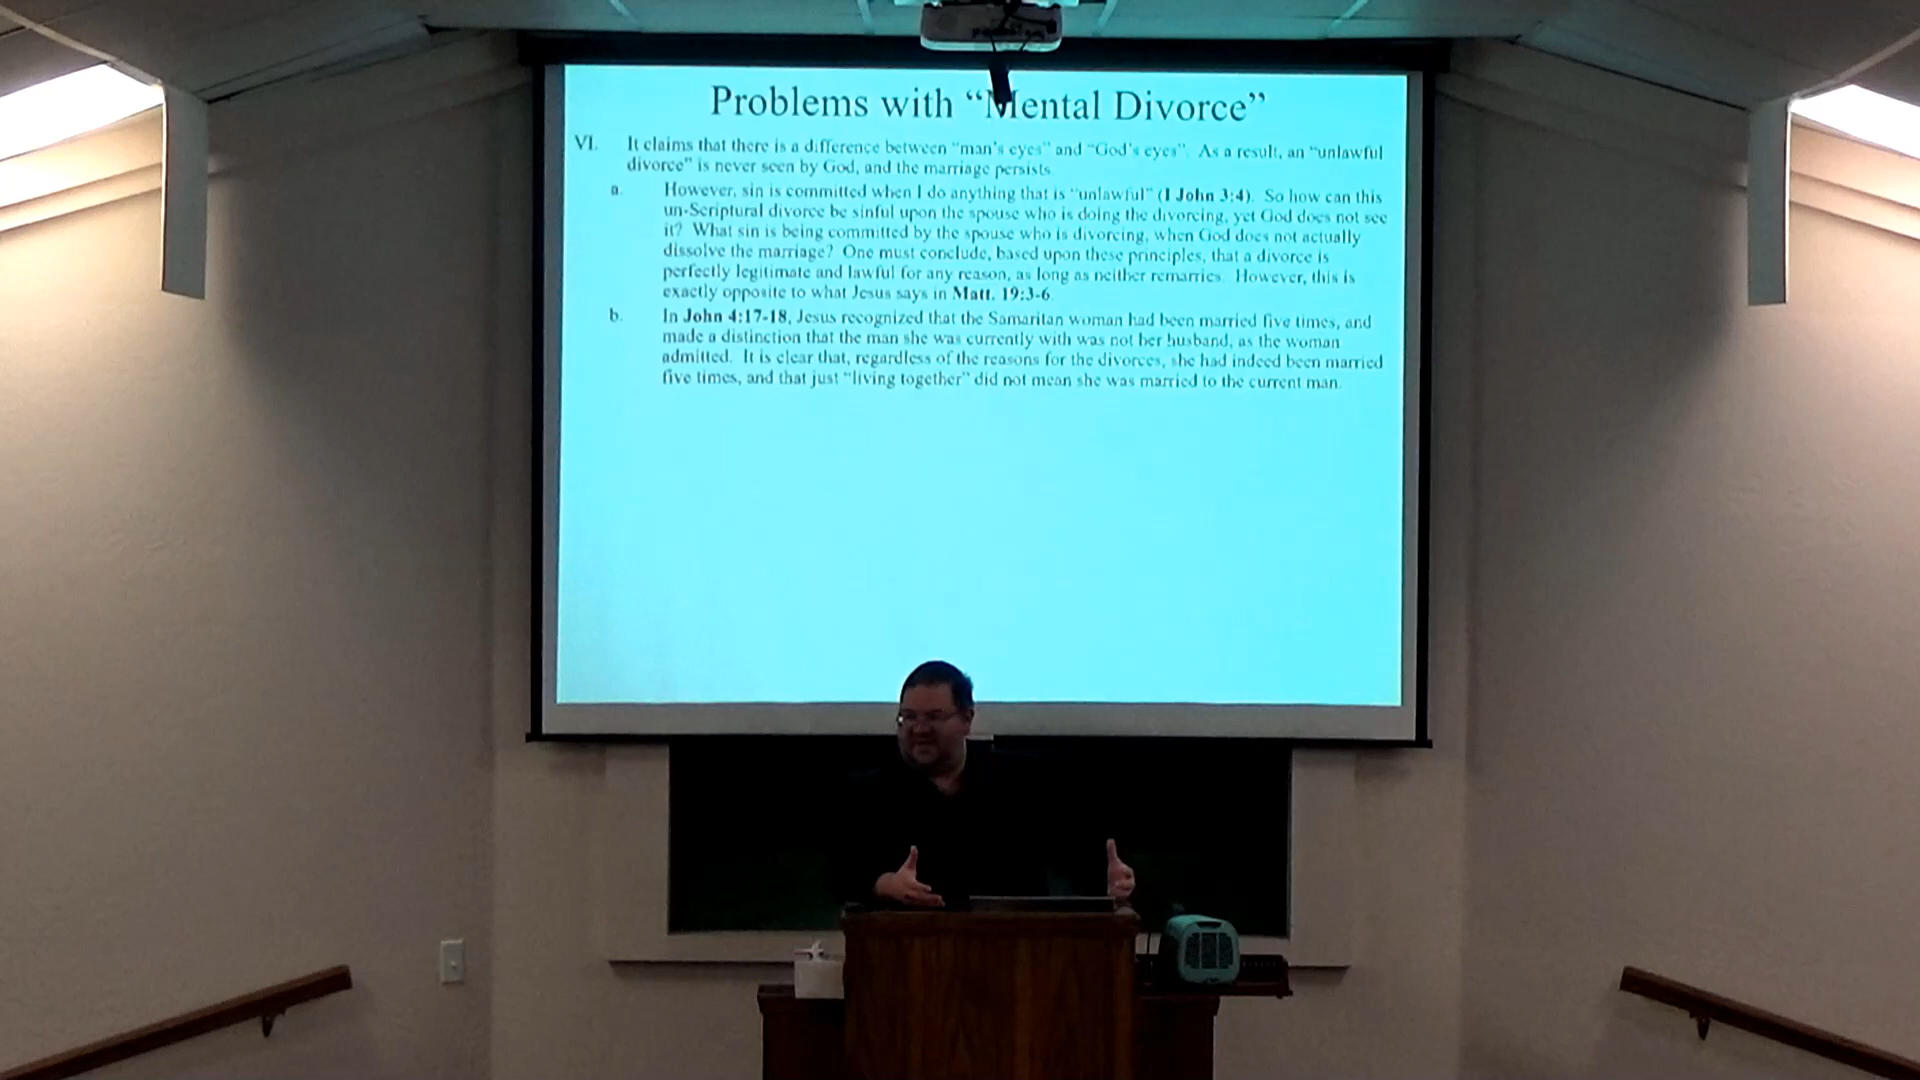 Problems with “Mental Divorce”
VI. It claims that there is a difference between “man’s eyes” and “God’s eyes”. As a result, an “unlawful
divorce” is never seen by God, and the marriage persists.
a. However, sin is committed when I do anything that is “unlawful” (I John 3:4). So how can this
un-Scriptural divorce be sinful upon the spouse who is doing the divorcing, yet God does not see
it? What sin is being committed by the spouse who is divorcing, when God does not actually
dissolve the marriage? One must conclude, based upon these principles, that a divorce is
perfectly legitimate and lawful for any reason, as long as neither remarries. However, this is
exactly opposite to what Jesus says in Matt. 19:3-6.
b. In John 4:17-18, Jesus recognized that the Samaritan woman had been married five times, and
made a distinction that the man she was currently with was not her husband, as the woman
admitted. It is clear that, regardless of the reasons for the divorces, she had indeed been married
five times, and that just “living together” did not mean she was married to the current man.